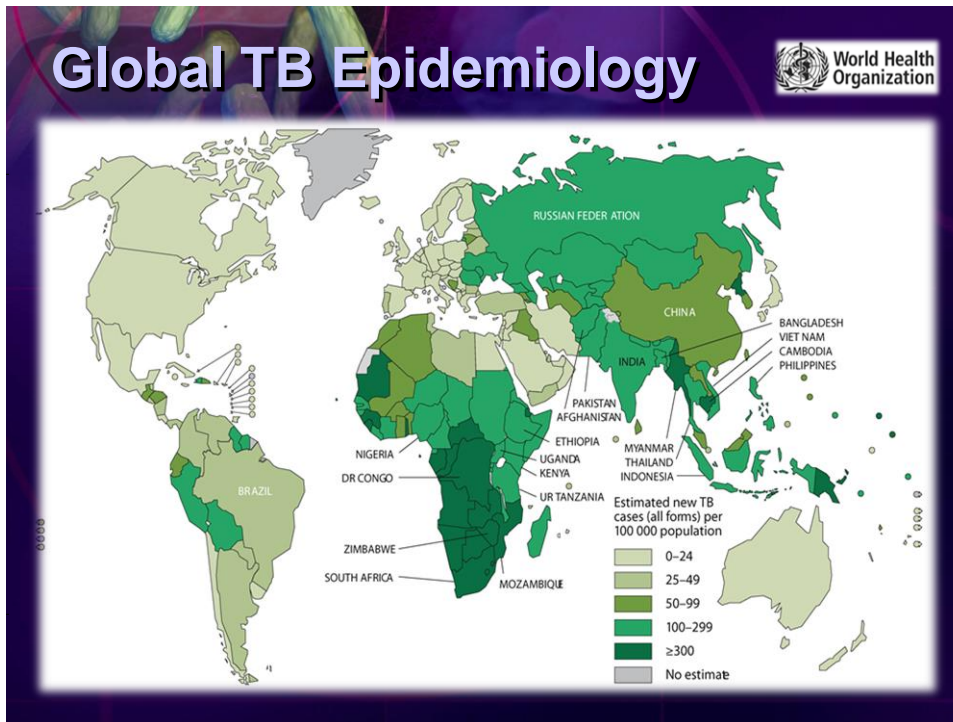 Global TB Epidemiology
World Health
Organization
RUSSIAN FEDER ATION
CHINA
INDIA
BANGLADESH
VIET NAM
CAMBODIA
PHILIPPINES
PAKISTAN
AFGHANISTAN
ETHIOPIA
UGANDA
KENYA
UR TANZANIA
MYANMAR
THAILAND
INDONESIA
NIGERIA
DR CONGO
BRAZIL
ZIMBABWE
SOUTH AFRICA
MOZAMBIQUE
Estimated new TB
cases (all forms) per
100 000 population
0–24
25–49
50–99
100–299
≥300
No estimate